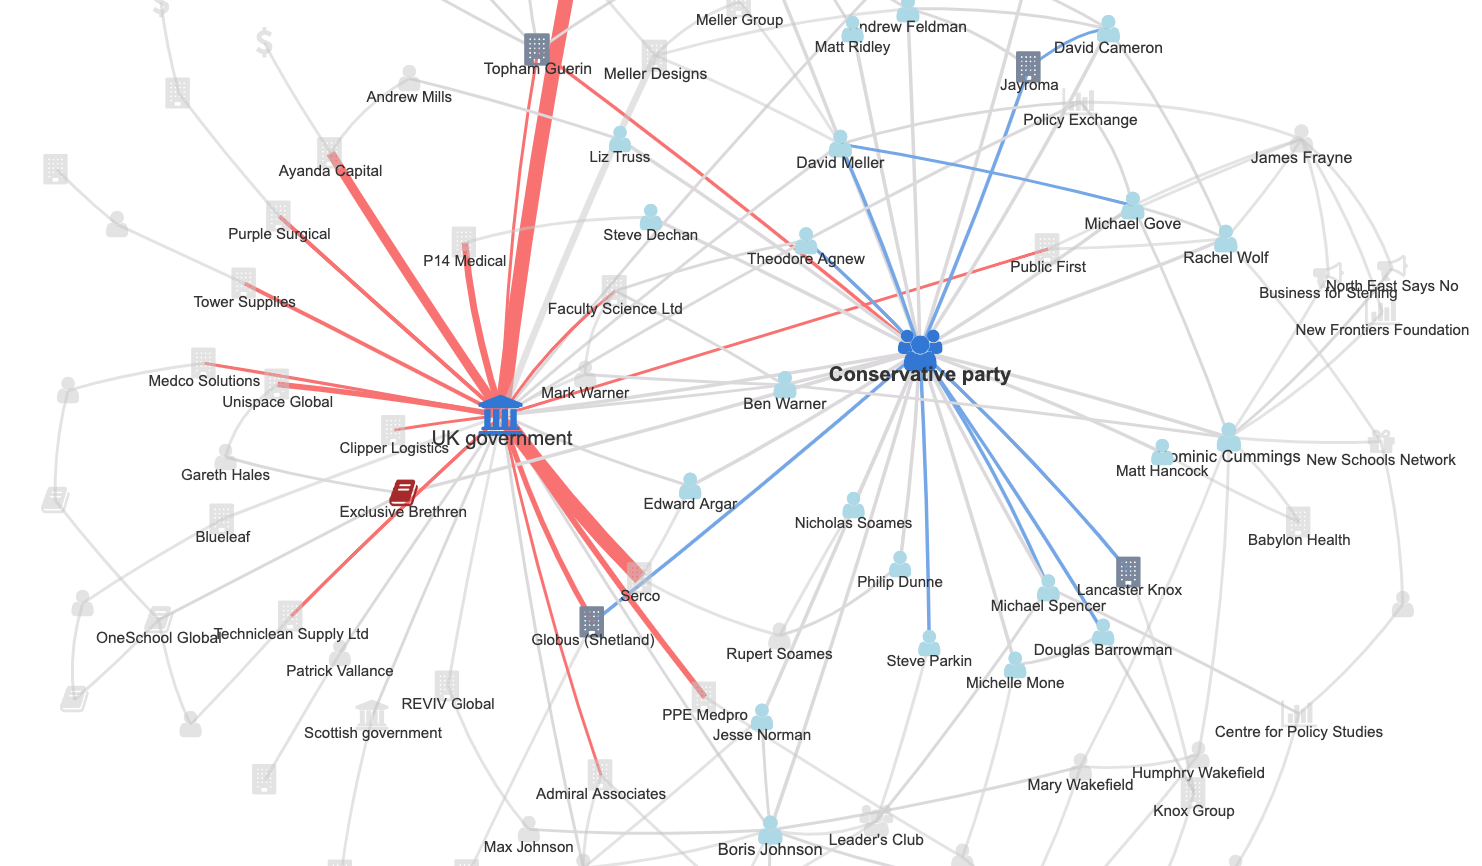 Meller Group
ndrew Feldman
Matt Ridley
David Cameron
Topham Guerin
Meller Designs
Jayroma
Andrew Mills
Policy Exchange
Liz Truss
David Meller
James Frayne
Ayanda Capital
Purple Surgical
Steve Dechan
Michael Gove
P14 Medical
Theodore Agnew
Public First
Rachel Wolf
Tower Supplies
Faculty Science Ltd
Business for Sterling
North East Says No
New Frontiers Foundation
Medco Solutions
Unispace Global
Mark Warner
Conservative party
Ben Warner
UK government
Clipper Logistics
Gareth Hales
Dominic Cummings
Matt Hancock
New Schools Network
Exclusive Brethren
Edward Argar
Nicholas Soames
Blueleaf
Babylon Health
Philip Dunne
Serco
Lancaster Knox
Michael Spencer
OneSchool Global
Techniclean Supply Ltd
Globus (Shetland)
Rupert Soames
Steve Parkin
Douglas Barrowman
Patrick Vallance
Michelle Mone
REVIV Global
PPE Medpro
Scottish government
Jesse Norman
Centre for Policy Studies
Admiral Associates
Mary Wakefield
Humphry Wakefield
Knox Group
Max Johnson
Boris Johnson
Leader's Club